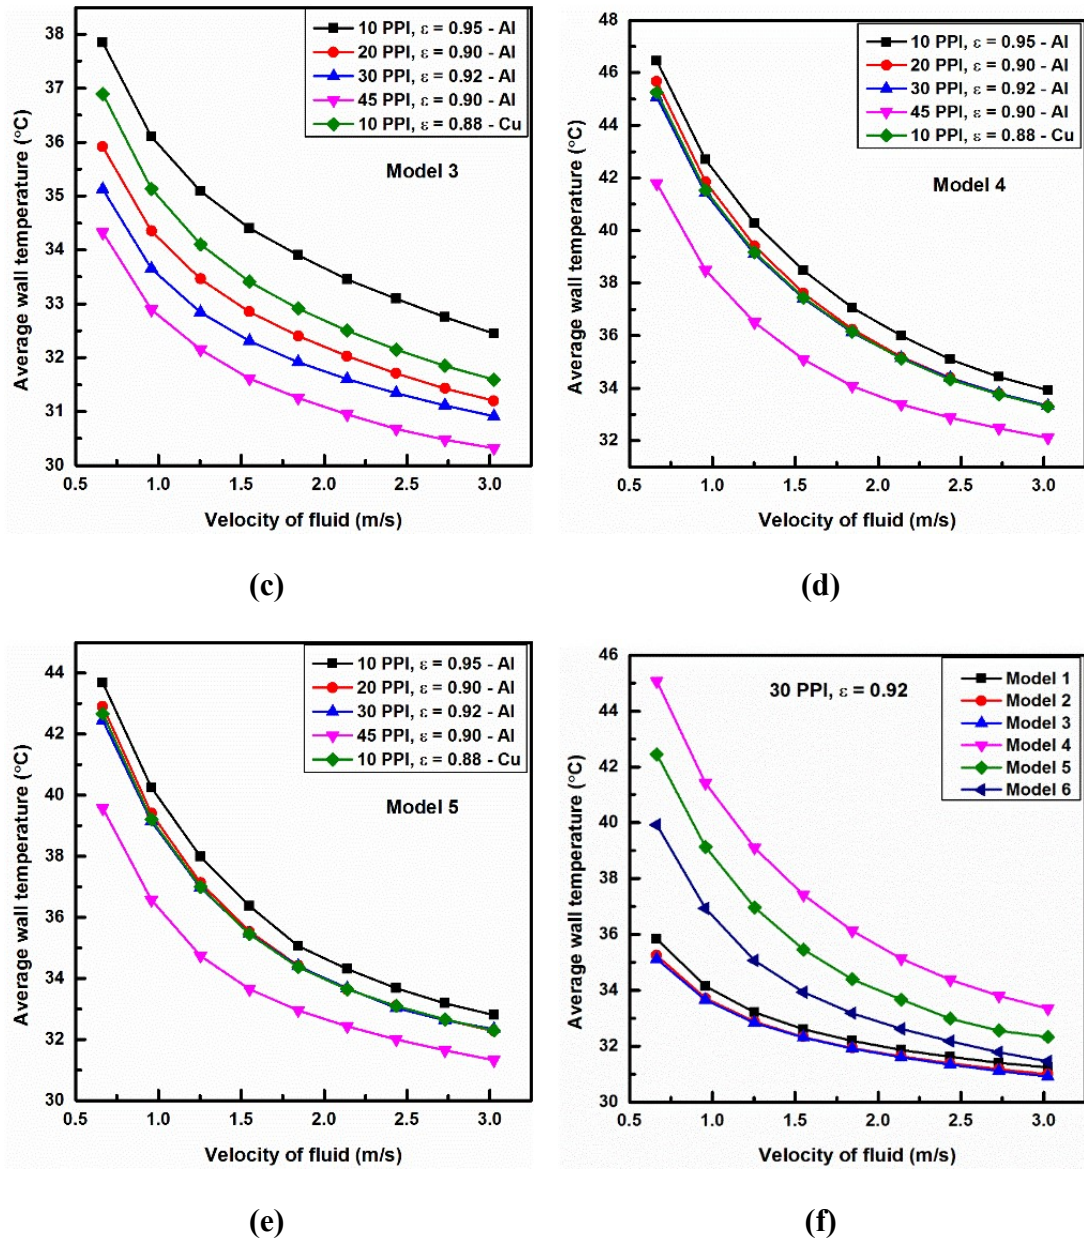 38
37
36
35
34
33
32
31
30
Average wall temperature (°C)
10 PPI, ε = 0.95 - Al
20 PPI, ε = 0.90 - Al
30 PPI, ε = 0.92 - Al
45 PPI, ε = 0.90 - Al
10 PPI, ε = 0.88 - Cu
Model 3
0.5 1.0 1.5 2.0 2.5 3.0
Velocity of fluid (m/s)
(c)
48
46
44
42
40
38
36
34
32
Average wall temperature (°C)
10 PPI, ε = 0.95 - Al
20 PPI, ε = 0.90 - Al
30 PPI, ε = 0.92 - Al
45 PPI, ε = 0.90 - Al
10 PPI, ε = 0.88 - Cu
Model 4
0.5 1.0 1.5 2.0 2.5 3.0
Velocity of fluid (m/s)
(d)
44
42
40
38
36
34
32
30
Average wall temperature (°C)
10 PPI, ε = 0.95 - Al
20 PPI, ε = 0.90 - Al
30 PPI, ε = 0.92 - Al
45 PPI, ε = 0.90 - Al
10 PPI, ε = 0.88 - Cu
Model 5
0.5 1.0 1.5 2.0 2.5 3.0
Velocity of fluid (m/s)
(e)
46
44
42
40
38
36
34
32
30
Average wall temperature (°C)
30 PPI, ε = 0.92
Model 1
Model 2
Model 3
Model 4
Model 5
Model 6
0.5 1.0 1.5 2.0 2.5 3.0
Velocity of fluid (m/s)
(f)